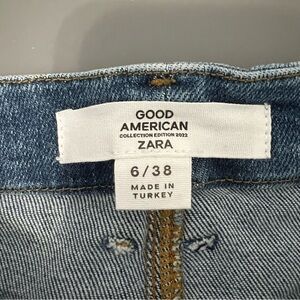 GOOD
AMERICAN
COLLECTION EDITION 2022
ZARA
6/38
MADE IN
TURKEY